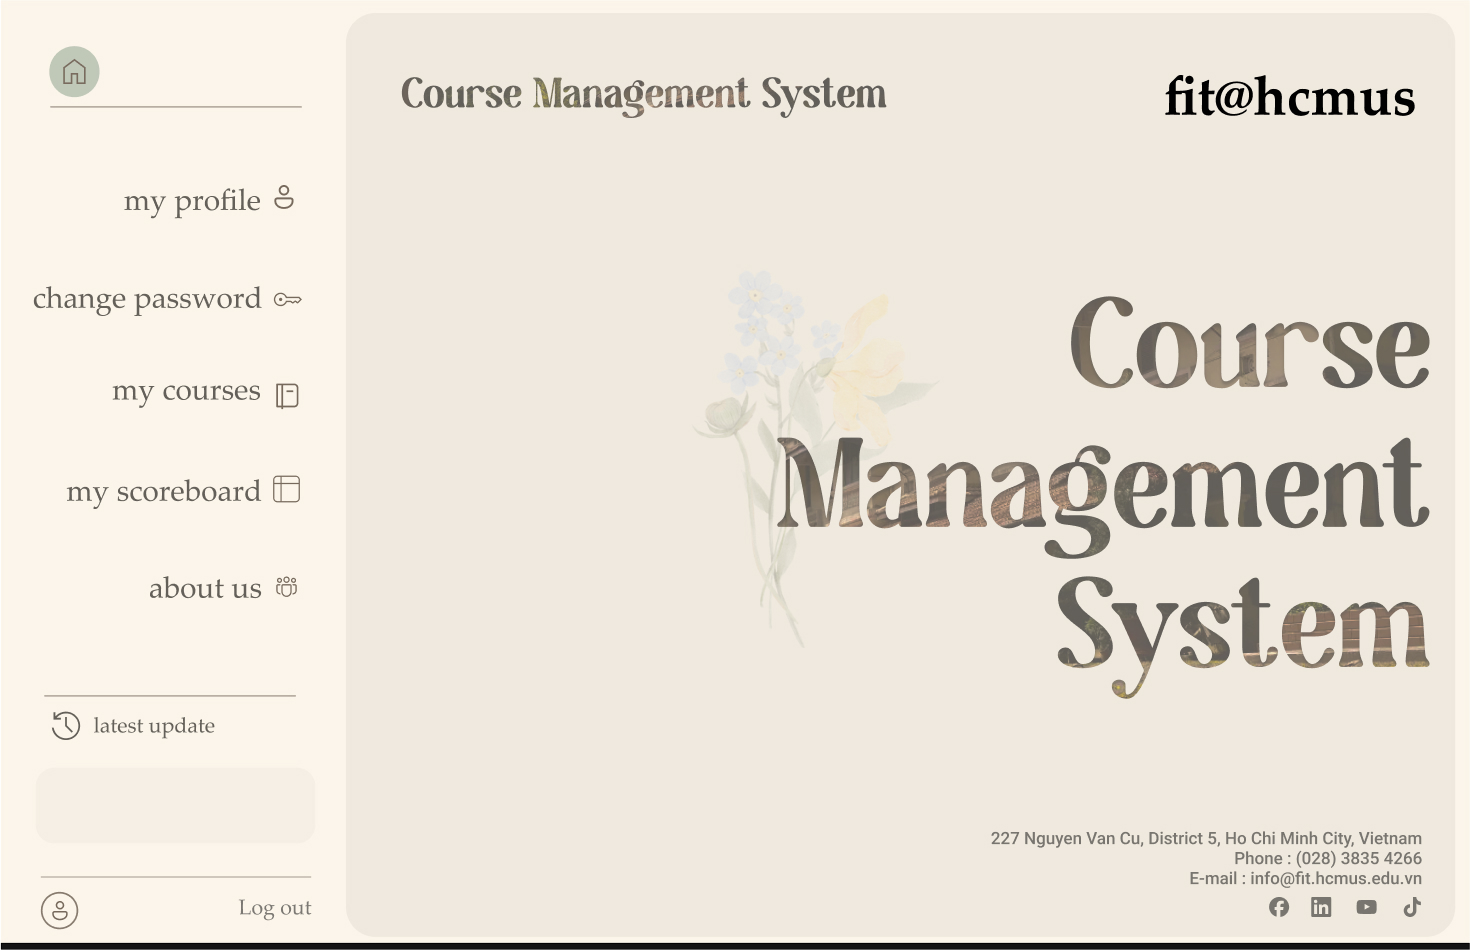 my profile
change password
my courses
my scoreboard
about us
latest update
Log out
Course Management System
fit@hcmus
Course
Management
System
227 Nguyen Van Cu, District 5, Ho Chi Minh City, Vietnam
Phone : (028) 3835 4266
E-mail : info@fit.hcmus.edu.vn